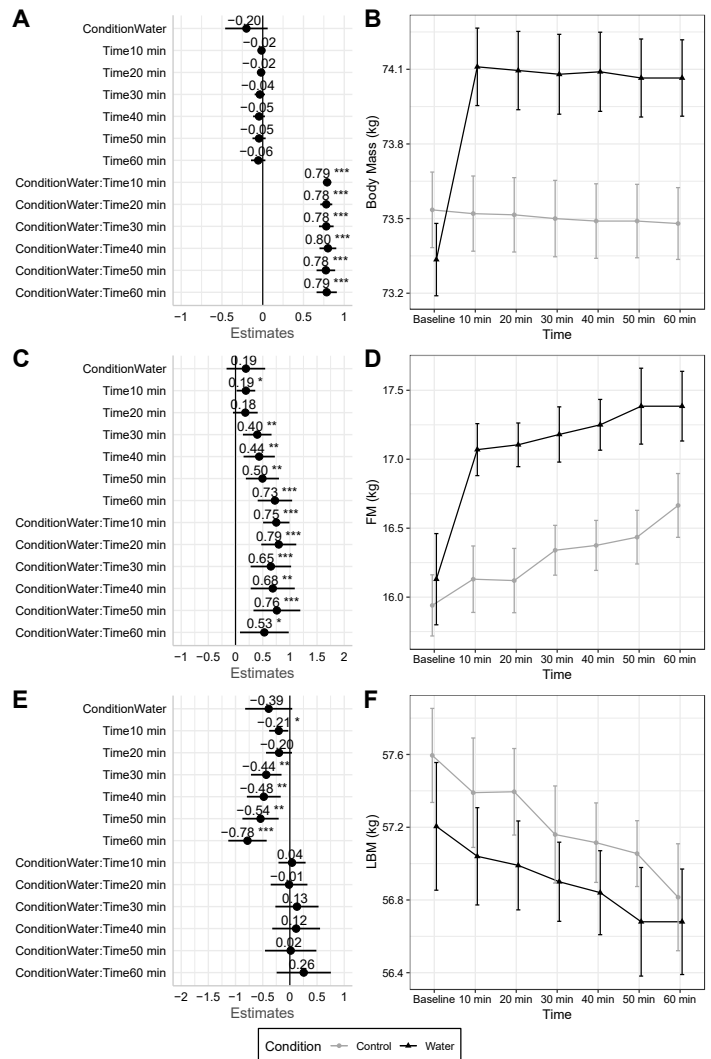 A
ConditionWater −0.20
Time10 min −0.02
Time20 min −0.02
Time30 min −0.04
Time40 min −0.05
Time50 min −0.05
Time60 min −0.06
ConditionWater:Time10 min 0.79 ***
ConditionWater:Time20 min 0.78 ***
ConditionWater:Time30 min 0.78 ***
ConditionWater:Time40 min 0.80 ***
ConditionWater:Time50 min 0.78 ***
ConditionWater:Time60 min 0.79 ***
−1 −0.5 0 0.5 1
Estimates
B
Body Mass (kg)
74.1
73.8
73.5
73.2
Baseline 10 min 20 min 30 min 40 min 50 min 60 min
Time
C
ConditionWater 0.19
Time10 min 0.19 *
Time20 min 0.18
Time30 min 0.40 **
Time40 min 0.44 **
Time50 min 0.50 **
Time60 min 0.73 ***
ConditionWater:Time10 min 0.75 ***
ConditionWater:Time20 min 0.79 ***
ConditionWater:Time30 min 0.65 ***
ConditionWater:Time40 min 0.68 **
ConditionWater:Time50 min 0.76 ***
ConditionWater:Time60 min 0.53 *
−1 −0.5 0 0.5 1 1.5 2
Estimates
D
FM (kg)
17.5
17.0
16.5
16.0
Baseline 10 min 20 min 30 min 40 min 50 min 60 min
Time
E
ConditionWater −0.39
Time10 min −0.21 *
Time20 min −0.20
Time30 min −0.44 **
Time40 min −0.48 **
Time50 min −0.54 **
Time60 min −0.78 ***
ConditionWater:Time10 min 0.04
ConditionWater:Time20 min −0.01
ConditionWater:Time30 min 0.13
ConditionWater:Time40 min 0.12
ConditionWater:Time50 min 0.02
ConditionWater:Time60 min 0.26
−2 −1.5 −1 −0.5 0 0.5 1
Estimates
F
LBM (kg)
57.6
57.2
56.8
56.4
Baseline 10 min 20 min 30 min 40 min 50 min 60 min
Time
Condition Control Water